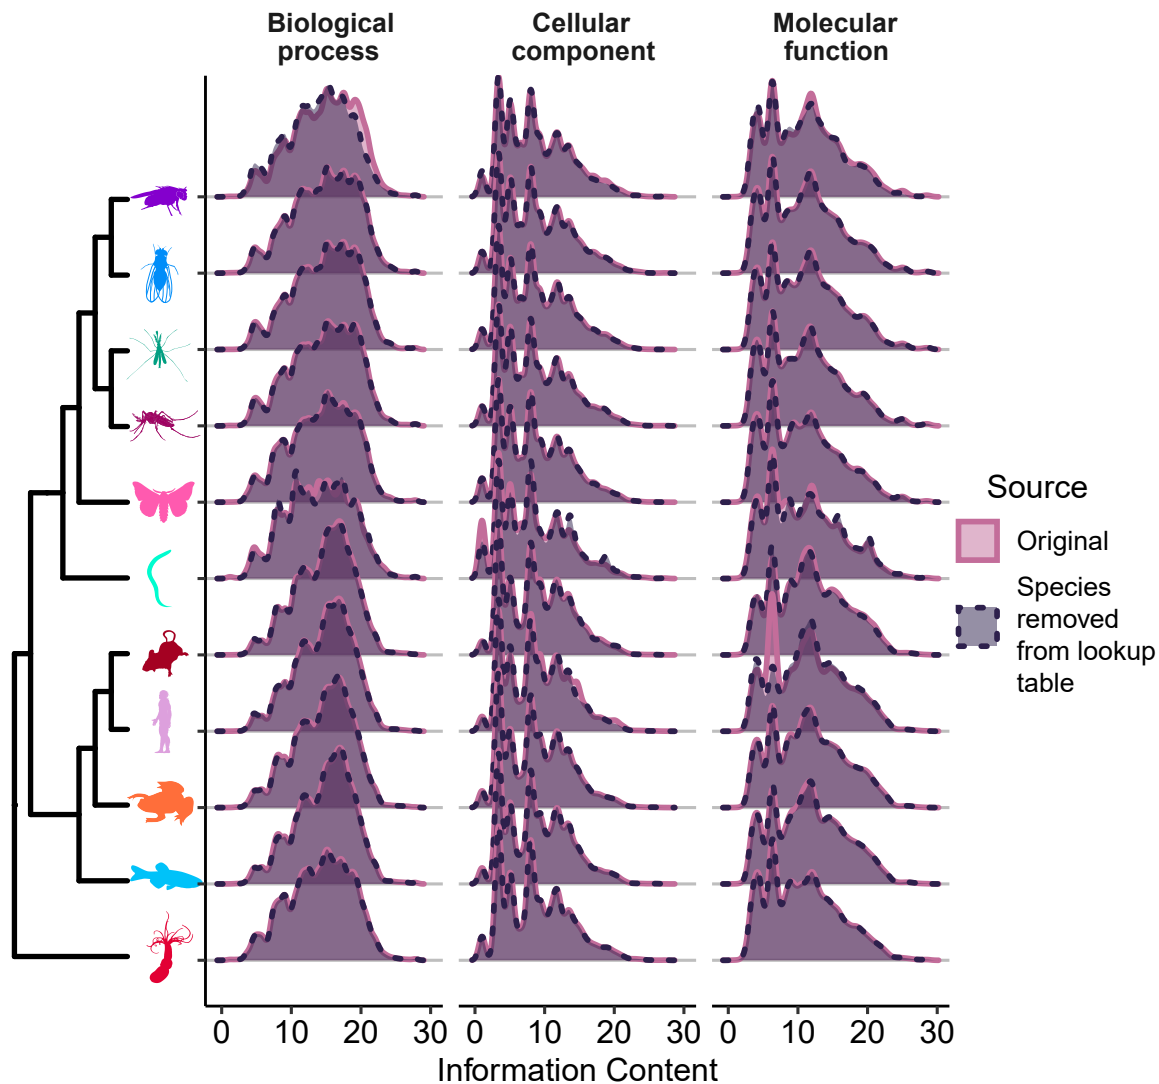 Biological
process
Cellular
component
Molecular
function
Source
Original
Species
removed
from lookup
table
0 10 20 30 0 10 20 30 0 10 20 30
Information Content